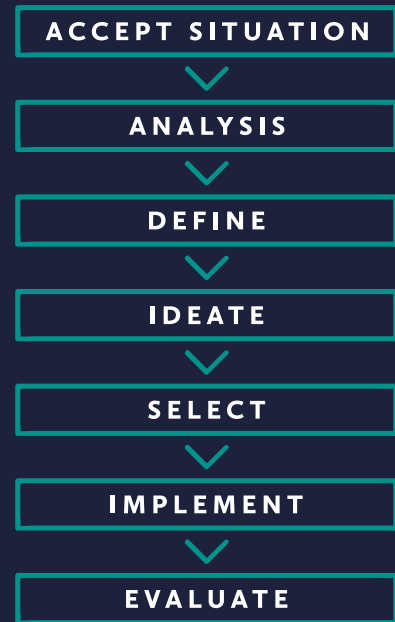 ACCEPT SITUATION
ANALYSIS
DEFINE
IDEATE
SELECT
IMPLEMENT
EVALUATE